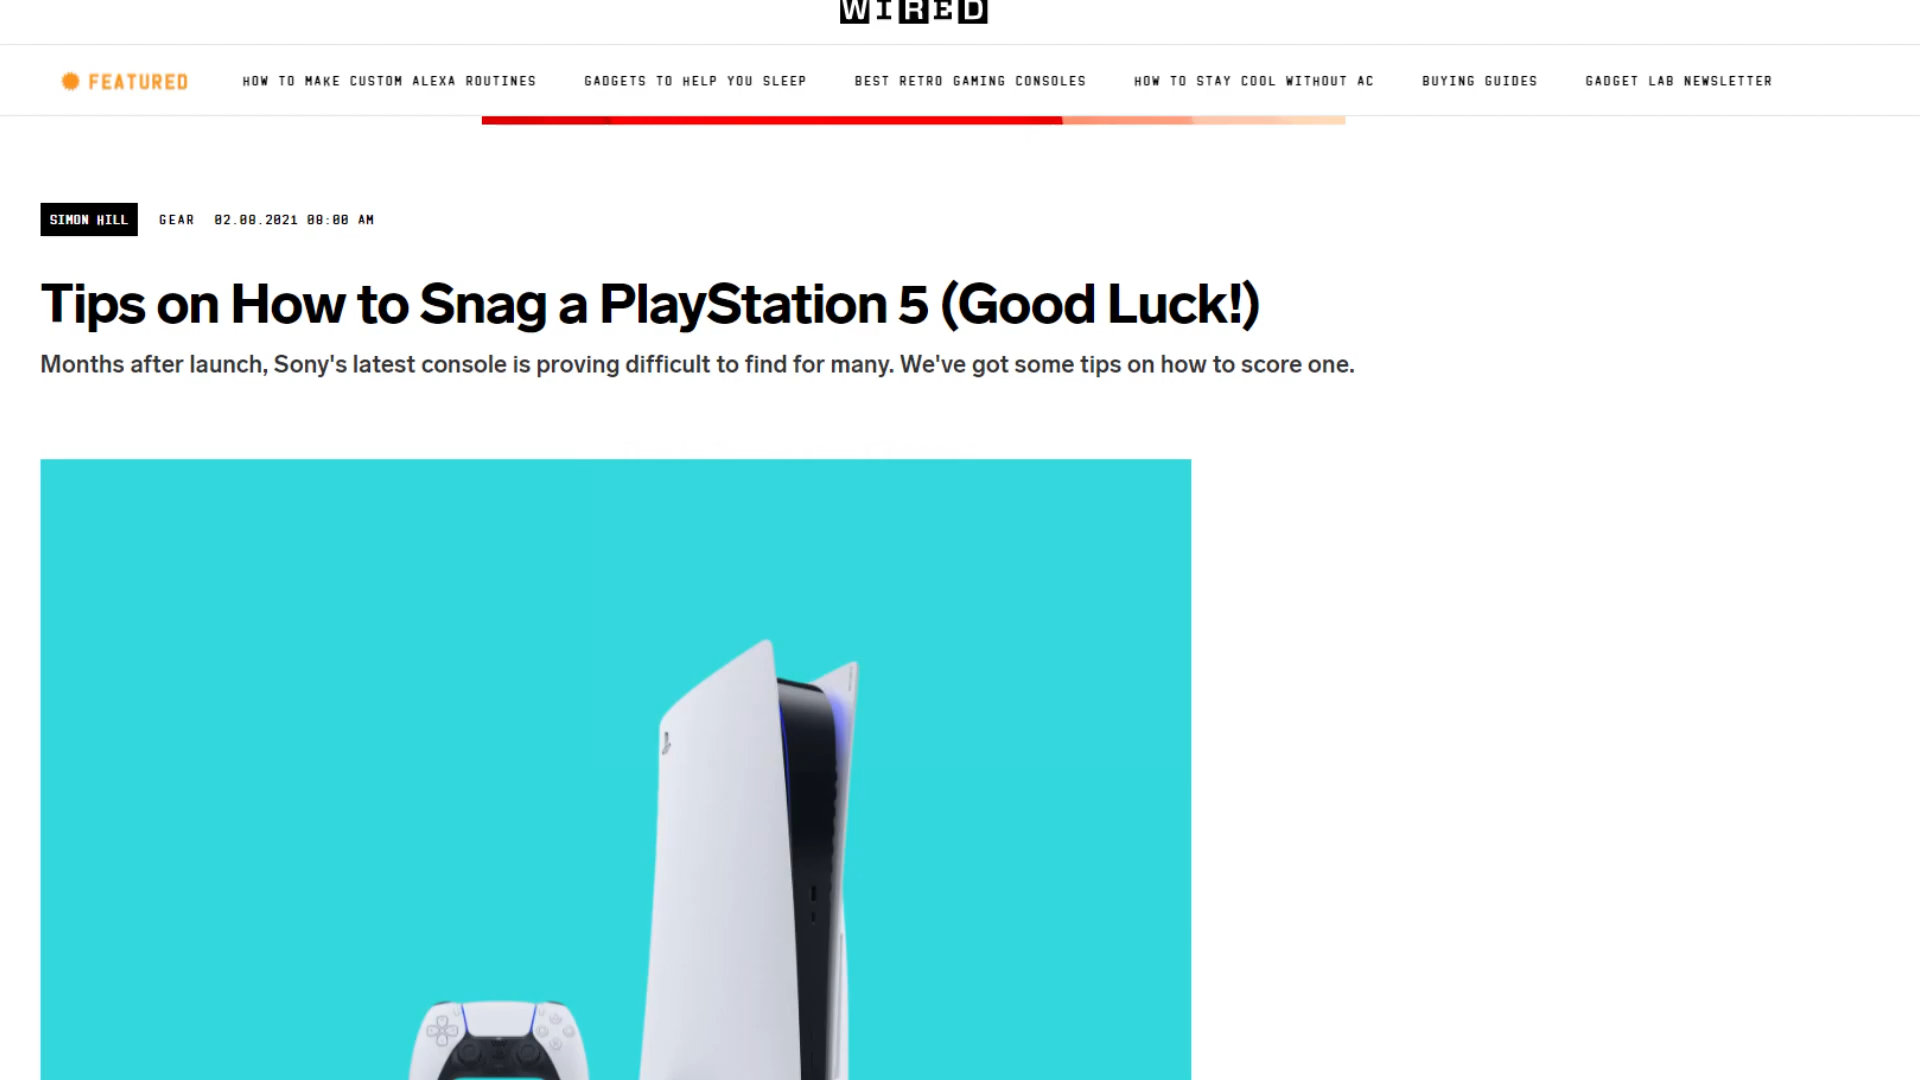 WIRED
FEATURED HOW TO MAKE CUSTOM ALEXA ROUTINES GADGETS TO HELP YOU SLEEP BEST RETRO GAMING CONSOLES HOW TO STAY COOL WITHOUT AC BUYING GUIDES GADGET LAB NEWSLETTER
SIMON HILL GEAR 02.08.2021 08:00 AM
Tips on How to Snag a PlayStation 5 (Good Luck!)
Months after launch, Sony's latest console is proving difficult to find for many. We've got some tips on how to score one.